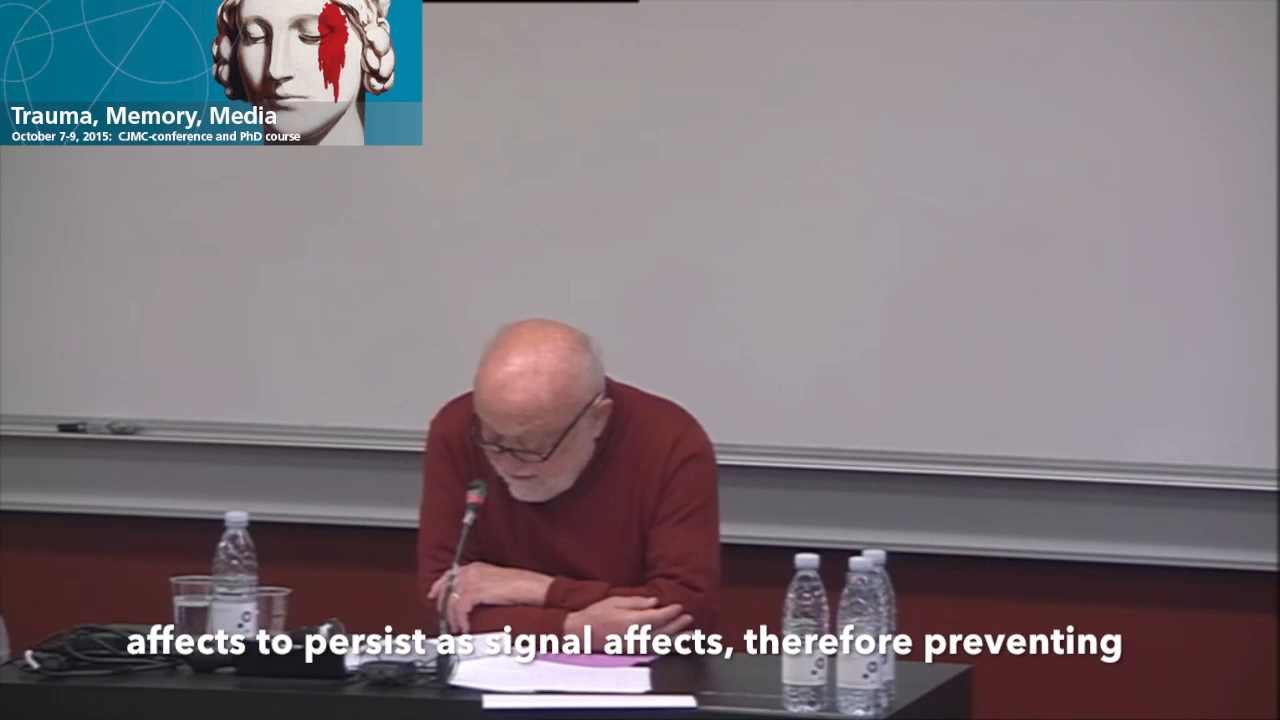 Trauma, Memory, Media
October 7-9, 2015: CJMC-conference and PhD course
affects to persist as signal affects, therefore preventing